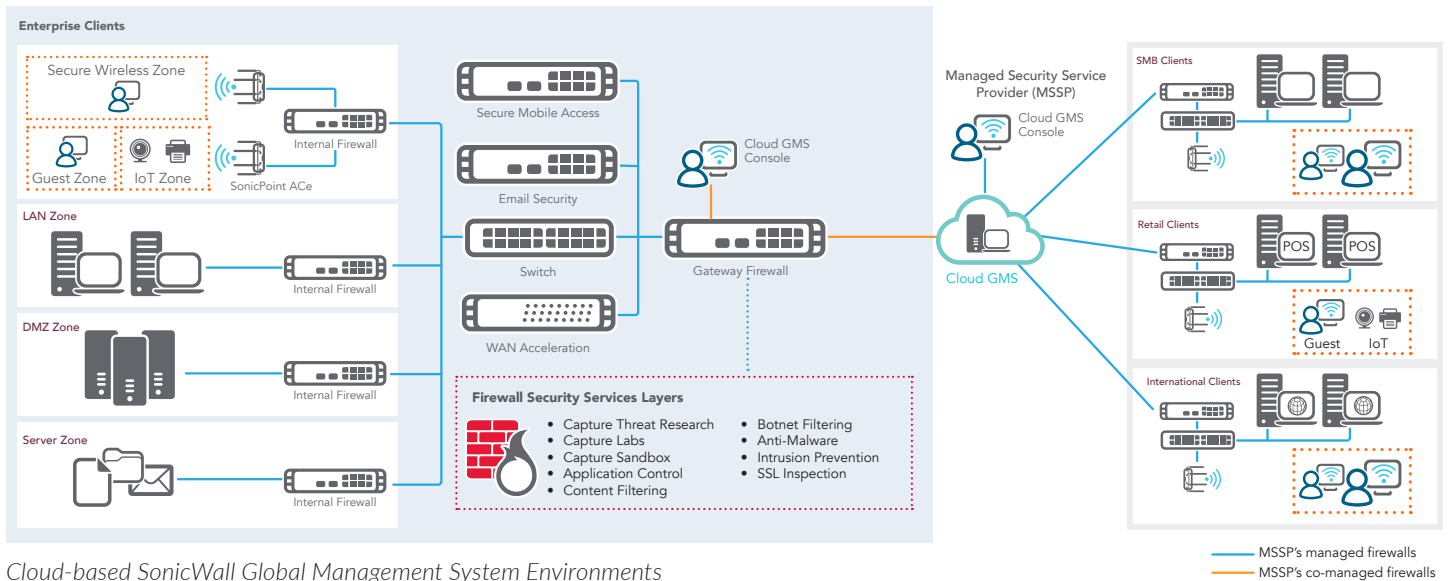 Enterprise Clients
Secure Wireless Zone
Guest Zone
IoT Zone
SonicPoint ACe
Internal Firewall
LAN Zone
Internal Firewall
DMZ Zone
Internal Firewall
Server Zone
Internal Firewall
Secure Mobile Access
Email Security
Switch
WAN Acceleration
Cloud GMS
Console
Gateway Firewall
Firewall Security Services Layers
• Capture Threat Research
• Capture Labs
• Capture Sandbox
• Application Control
• Content Filtering
• Botnet Filtering
• Anti-Malware
• Intrusion Prevention
• SSL Inspection
Managed Security Service
Provider (MSSP)
Cloud GMS
Console
Cloud GMS
SMB Clients
Retail Clients
POS
POS
Guest
IoT
International Clients
MSSP's managed firewalls
MSSP's co-managed firewalls
Cloud-based SonicWall Global Management System Environments